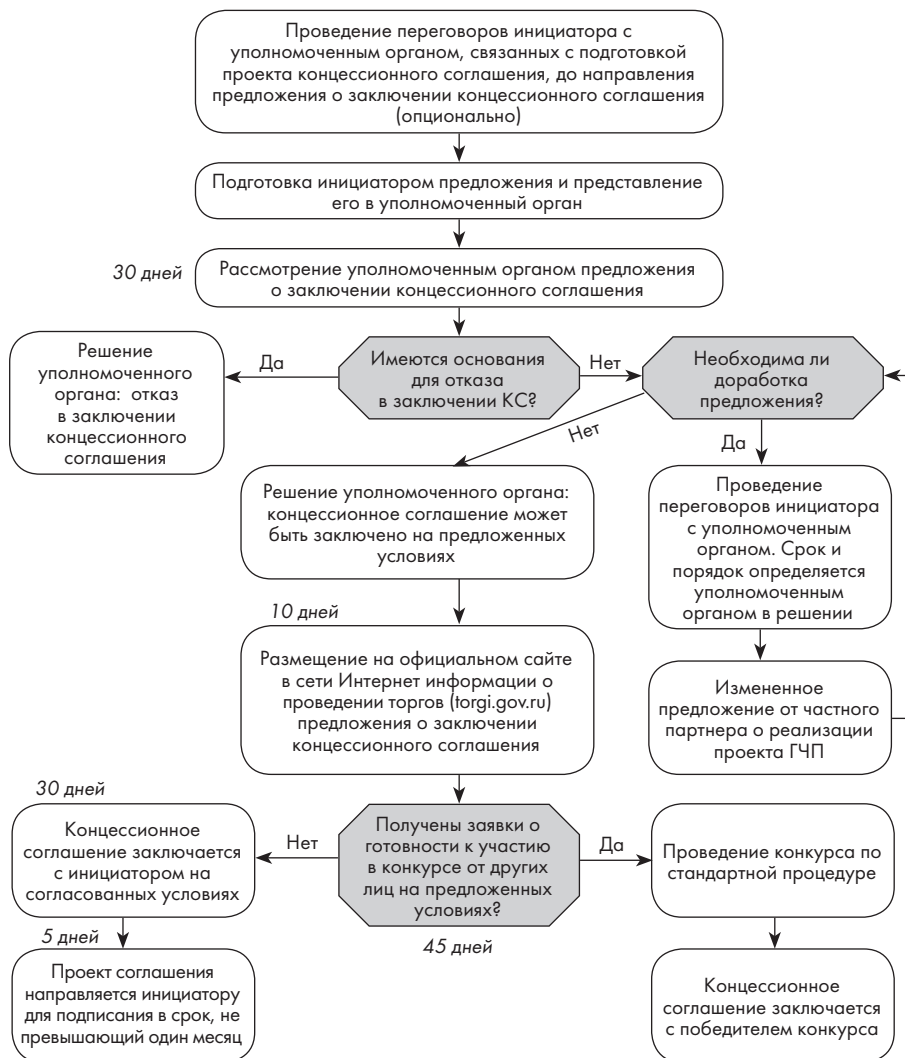 Проведение переговоров инициатора с
уполномоченным органом, связанных с подготовкой
проекта концессионного соглашения, до направления
предложения о заключении концессионного соглашения
(опционально)
Подготовка инициатором предложения и представление
его в уполномоченный орган
30 дней
Рассмотрение уполномоченным органом предложения
о заключении концессионного соглашения
Решение
уполномоченного
органа: отказ
в заключении
концессионного
соглашения
Да
Имеются основания
для отказа
в заключении КС?
Нет
Необходима ли
доработка
предложения?
Нет
Да
Решение уполномоченного органа:
концессионное соглашение может
быть заключено на предложенных
условиях
Проведение
переговоров инициатора
с уполномоченным
органом. Срок и
порядок определяется
уполномоченным
органом в решении
10 дней
Размещение на официальном сайте
в сети Интернет информации о
проведении торгов (torgi.gov.ru)
предложения о заключении
концессионного соглашения
Измененное
предложение от частного
партнера о реализации
проекта ГЧП
30 дней
Концессионное
соглашение заключается
с инициатором на
согласованных условиях
Нет
Получены заявки о
готовности к участию
в конкурсе от других
лиц на предложенных
условиях?
Да
Проведение конкурса по
стандартной процедуре
45 дней
5 дней
Проект соглашения
направляется инициатору
для подписания в срок, не
превышающий один месяц
Концессионное
соглашение заключается
с победителем конкурса